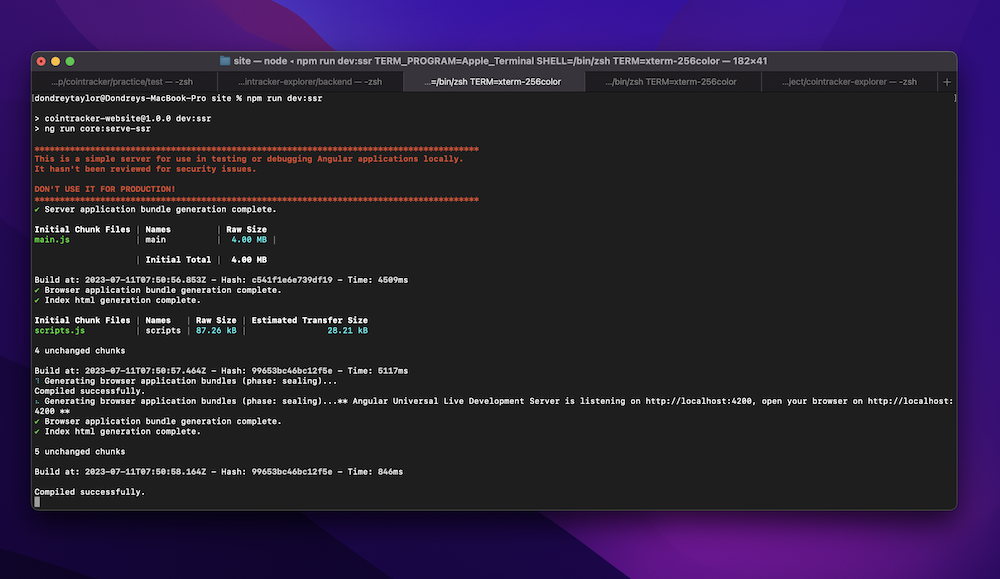 site — node ◂ npm run dev:ssr TERM_PROGRAM=Apple_Terminal SHELL=/bin/zsh TERM=xterm-256color — 182×41
...p/cointracker/practice/test — -zsh
...intracker-explorer/backend — -zsh
...=/bin/zsh TERM=xterm-256color
.../bin/zsh TERM=xterm-256color
...ject/cointracker-explorer — -zsh
+
[dondreytaylor@Dondreys-MacBook-Pro site % npm run dev:ssr ]
> cointracker-website@1.0.0 dev:ssr
> ng run core:serve-ssr
****************************************************************************************
This is a simple server for use in testing or debugging Angular applications locally.
It hasn't been reviewed for security issues.
DON'T USE IT FOR PRODUCTION!
****************************************************************************************
✔ Server application bundle generation complete.
Initial Chunk Files | Names | Raw Size
main.js | main | 4.00 MB |
| Initial Total | 4.00 MB
Build at: 2023-07-11T07:50:56.853Z - Hash: c541f1e6e739df19 - Time: 4509ms
✔ Browser application bundle generation complete.
✔ Index html generation complete.
Initial Chunk Files | Names | Raw Size | Estimated Transfer Size
scripts.js | scripts | 87.26 kB | 28.21 kB
4 unchanged chunks
Build at: 2023-07-11T07:50:57.464Z - Hash: 99653bc46bc12f5e - Time: 5117ms
Generating browser application bundles (phase: sealing)...
Compiled successfully.
Generating browser application bundles (phase: sealing)...** Angular Universal Live Development Server is listening on http://localhost:4200, open your browser on http://localhost:
4200 **
✔ Browser application bundle generation complete.
✔ Index html generation complete.
5 unchanged chunks
Build at: 2023-07-11T07:50:58.164Z - Hash: 99653bc46bc12f5e - Time: 846ms
Compiled successfully.